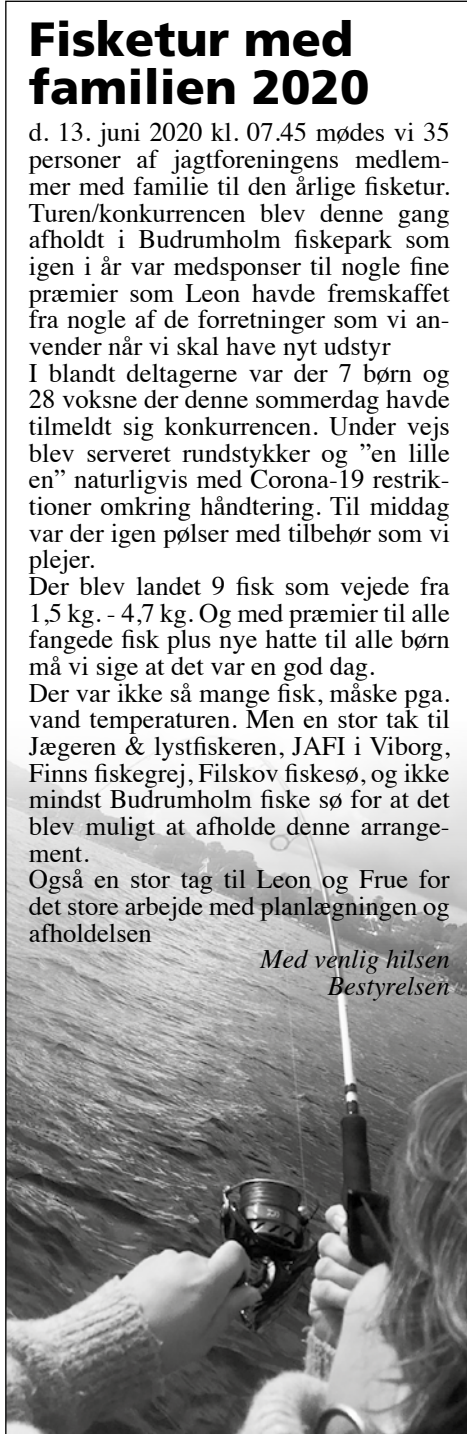 Fisketur med
familien 2020
d. 13. juni 2020 kl. 07.45 mødes vi 35
personer af jagtforeningens medlem-
mer med familie til den årlige fisketur.
Turen/konkurrencen blev denne gang
afholdt i Budrumholm fiskepark som
igen i år var medsponser til nogle fine
præmier som Leon havde fremskaffet
fra nogle af de forretninger som vi an-
vender når vi skal have nyt udstyr
I blandt deltagerne var der 7 børn og
28 voksne der denne sommerdag havde
tilmeldt sig konkurrencen. Under vejs
blev serveret rundstykker og ”en lille
en” naturligvis med Corona-19 restrik-
tioner omkring håndtering. Til middag
var der igen pølser med tilbehør som vi
plejer.
Der blev landet 9 fisk som vejede fra
1,5 kg. - 4,7 kg. Og med præmier til alle
fangede fisk plus nye hatte til alle børn
må vi sige at det var en god dag.
Der var ikke så mange fisk, måske pga.
vand temperaturen. Men en stor tak til
Jægeren & lystfiskeren, JAFI i Viborg,
Finns fiskegrej, Filskov fiskesø, og ikke
mindst Budrumholm fiske sø for at det
blev muligt at afholde denne arrange-
ment.
Også en stor tag til Leon og Frue for
det store arbejde med planlægningen og
afholdelsen
Med venlig hilsen
Bestyrelsen